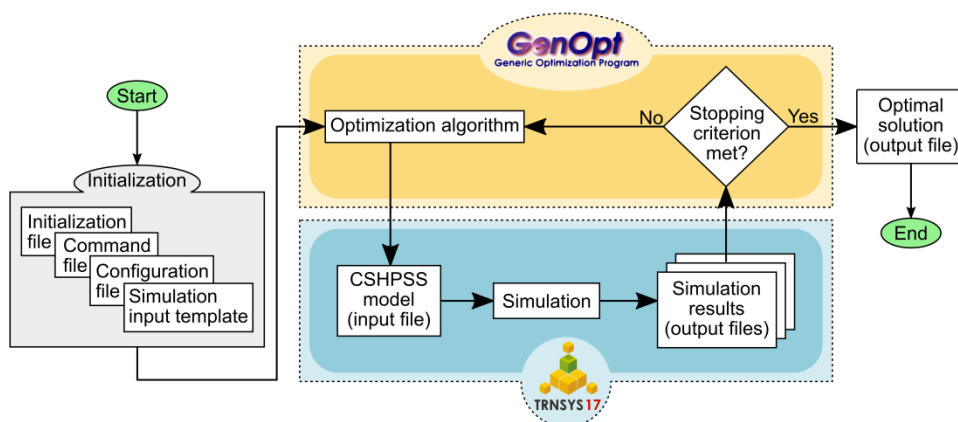 GenOpt
Generic Optimization Program
Start
Initialization
Initialization
file
Command
file
Configuration
file
Simulation
input template
Optimization algorithm
No
Stopping
criterion
met?
Yes
Optimal
solution
(output file)
End
CSHPSS
model
(input file)
Simulation
Simulation
results
(output files)
TRNSYS 17